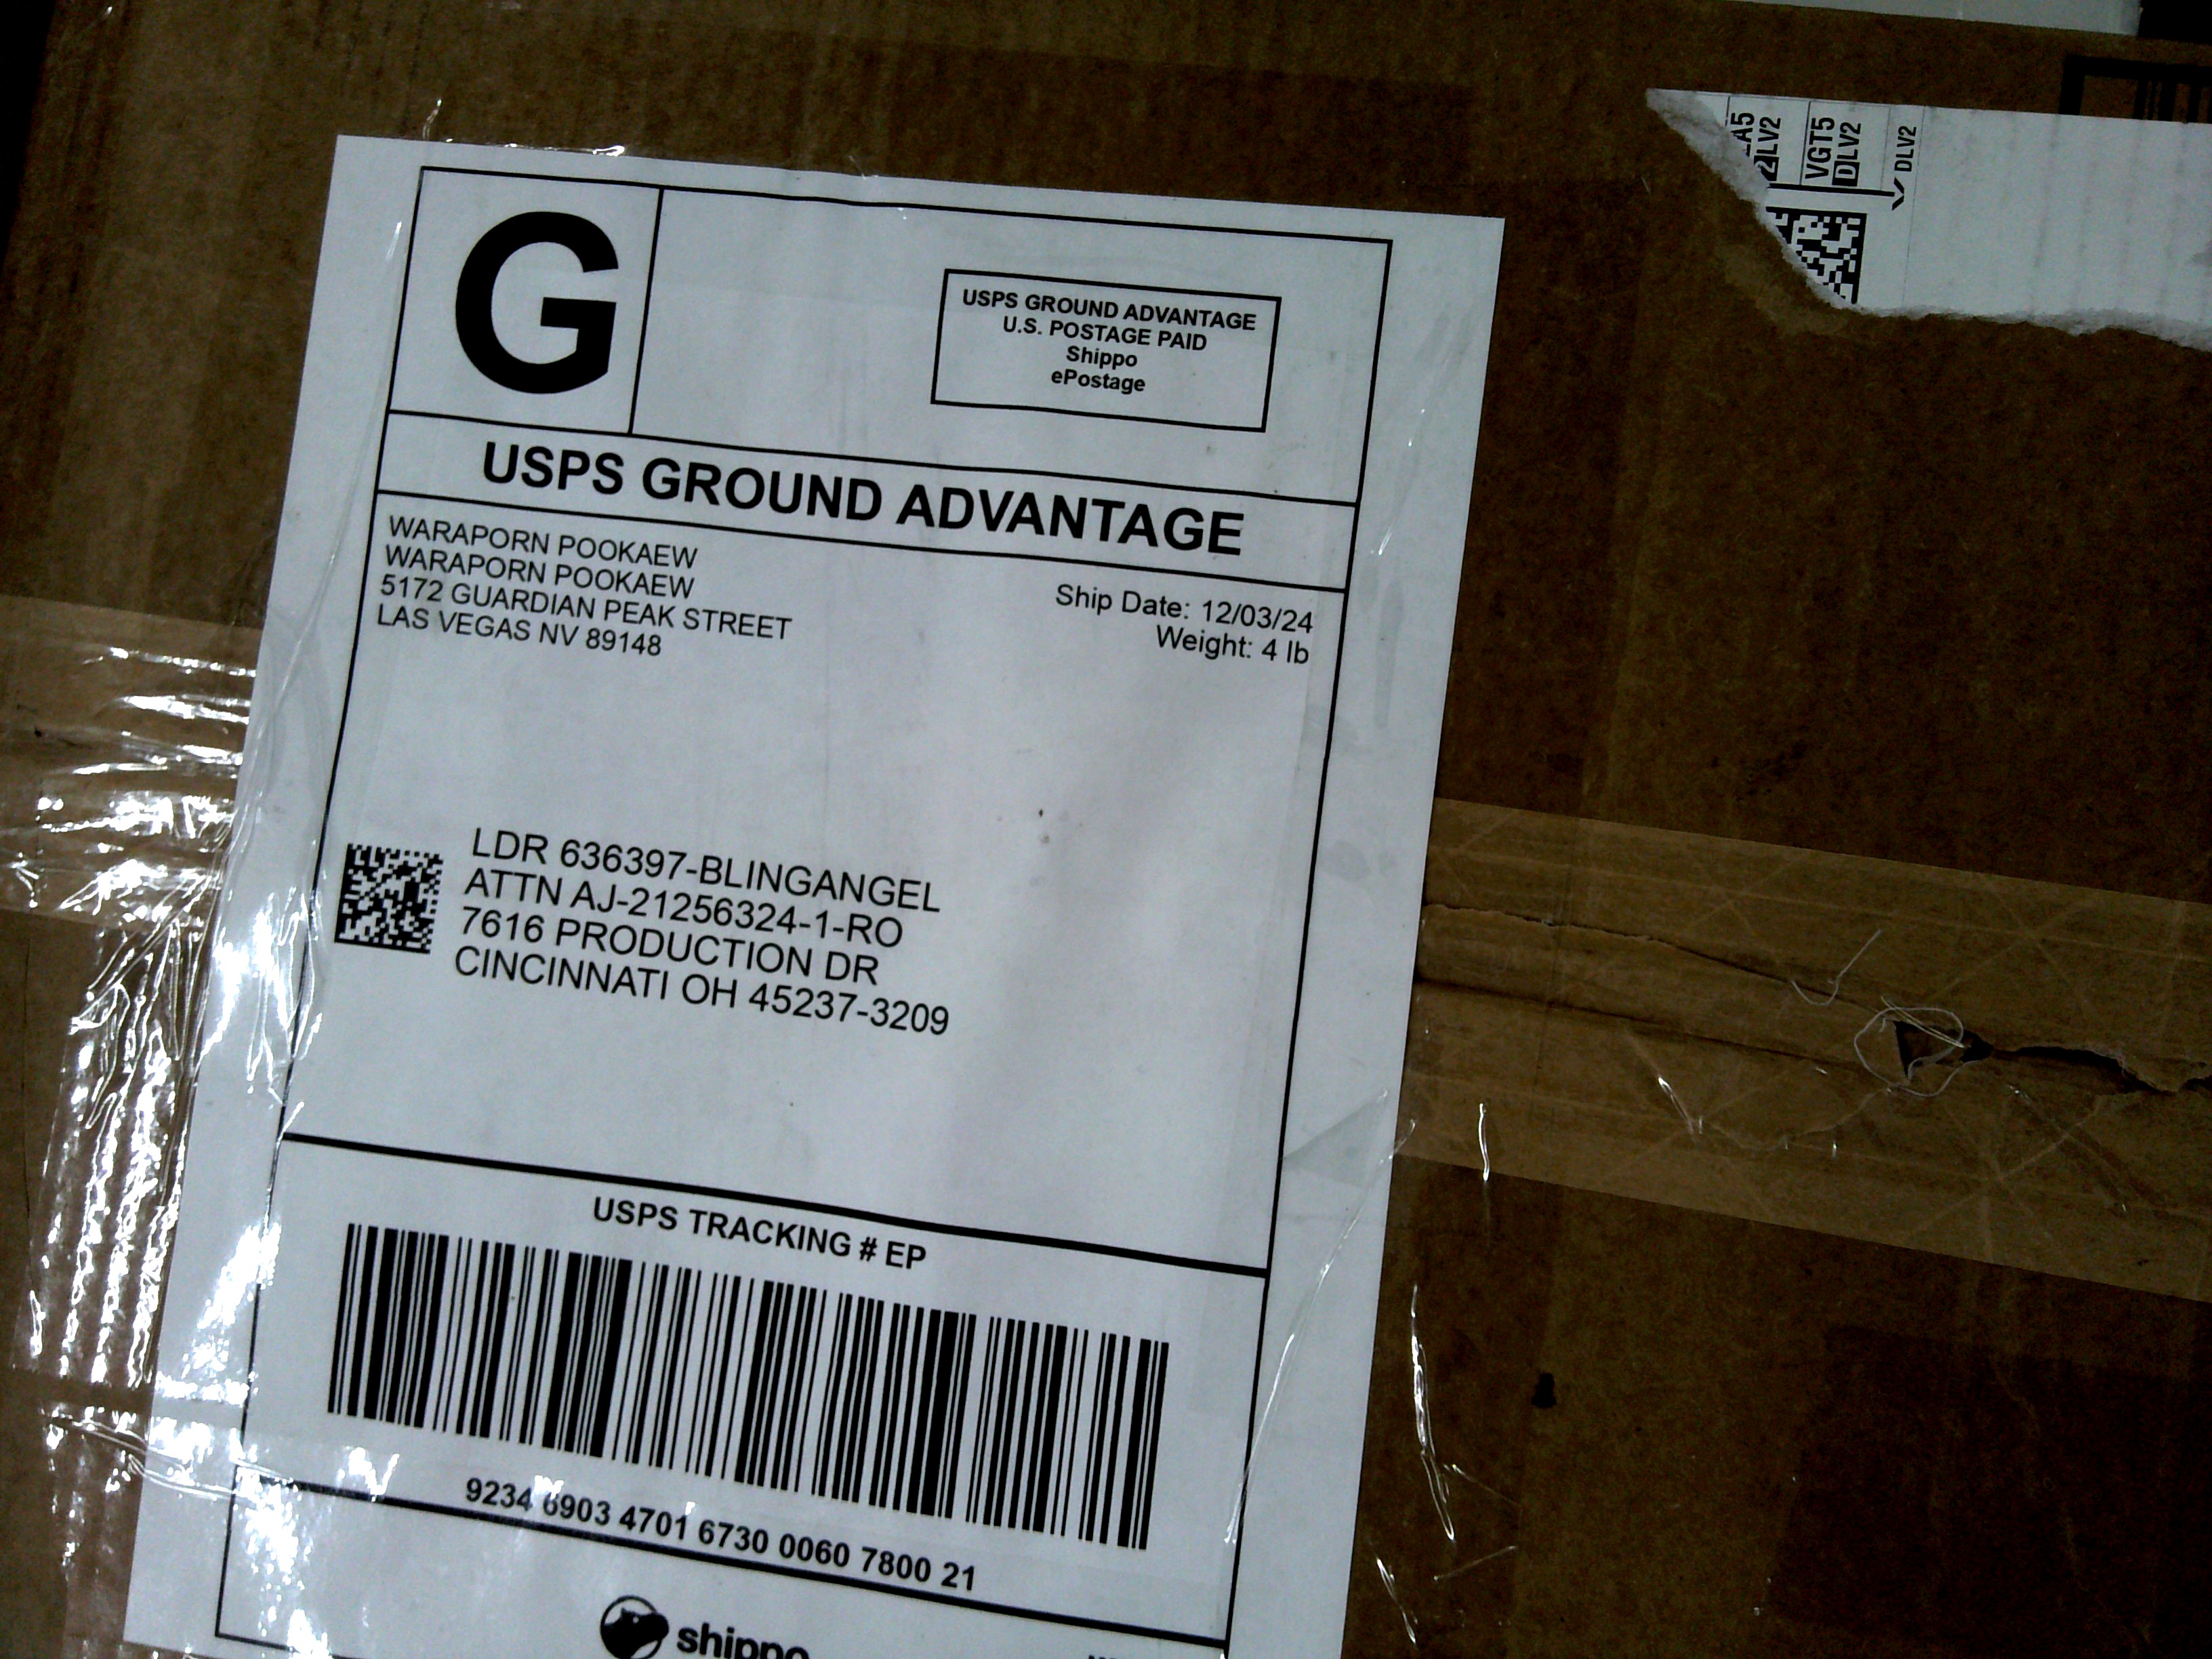 G
USPS GROUND ADVANTAGE
U.S. POSTAGE PAID
Shippo
ePostage
USPS GROUND ADVANTAGE
WARAPORN POOKAEW
WARAPORN POOKAEW
5172 GUARDIAN PEAK STREET
LAS VEGAS NV 89148
Ship Date: 12/03/24
Weight: 4 lb
LDR 636397-BLINGANGEL
ATTN AJ-21256324-1-RO
7616 PRODUCTION DR
CINCINNATI OH 45237-3209
USPS TRACKING # EP
9234 6903 4701 6730 0060 7800 21
shippo
VGT5
DLV2
DLV2